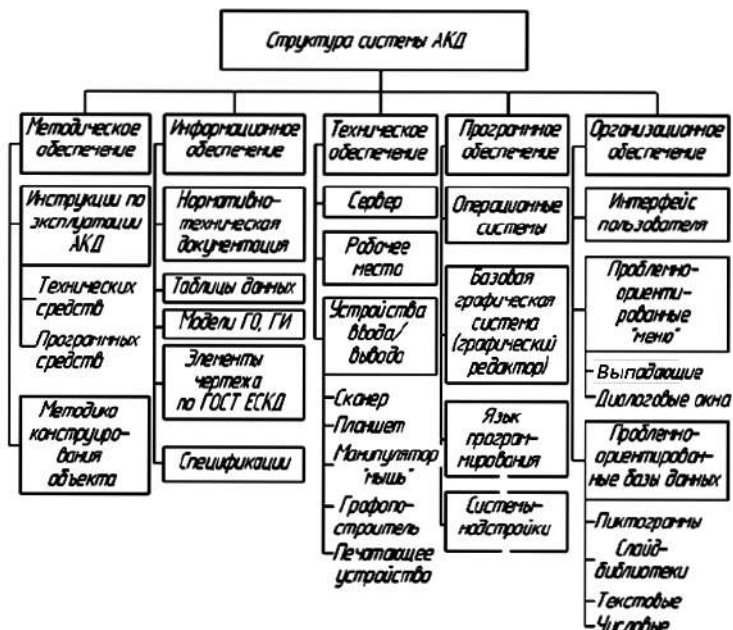 Структура системы АКД
Методическое
обеспечение
Инструкции по
эксплуатации
АКД
Технических
средств
Программных
средств
Методика
конструиро-
вания
объекта
Информационное
обеспечение
Нормативно-
техническая
документация
Таблицы данных
Модели ГО, ГИ
Элементы
чертежа
по ГОСТ ЕСКД
Спецификации
Техническое
обеспечение
Сервер
Рабочее
место
Устройства
ввода/
вывода
Сканер
Планшет
Манипулятор
"мышь"
Графопо-
строитель
Печатающее
устройство
Программное
обеспечение
Операционные
системы
Базовая
графическая
система
(графический
редактор)
Язык
програм-
мирования
Системы-
надстройки
Организационное
обеспечение
Интерфейс
пользователя
Проблемно-
ориенти-
рованные
"меню"
Выпадающие
Диалоговые окна
Проблемно-
ориентирован-
ные базы данных
Пиктограммы
Слайд-
библиотеки
Текстовые
Числовые